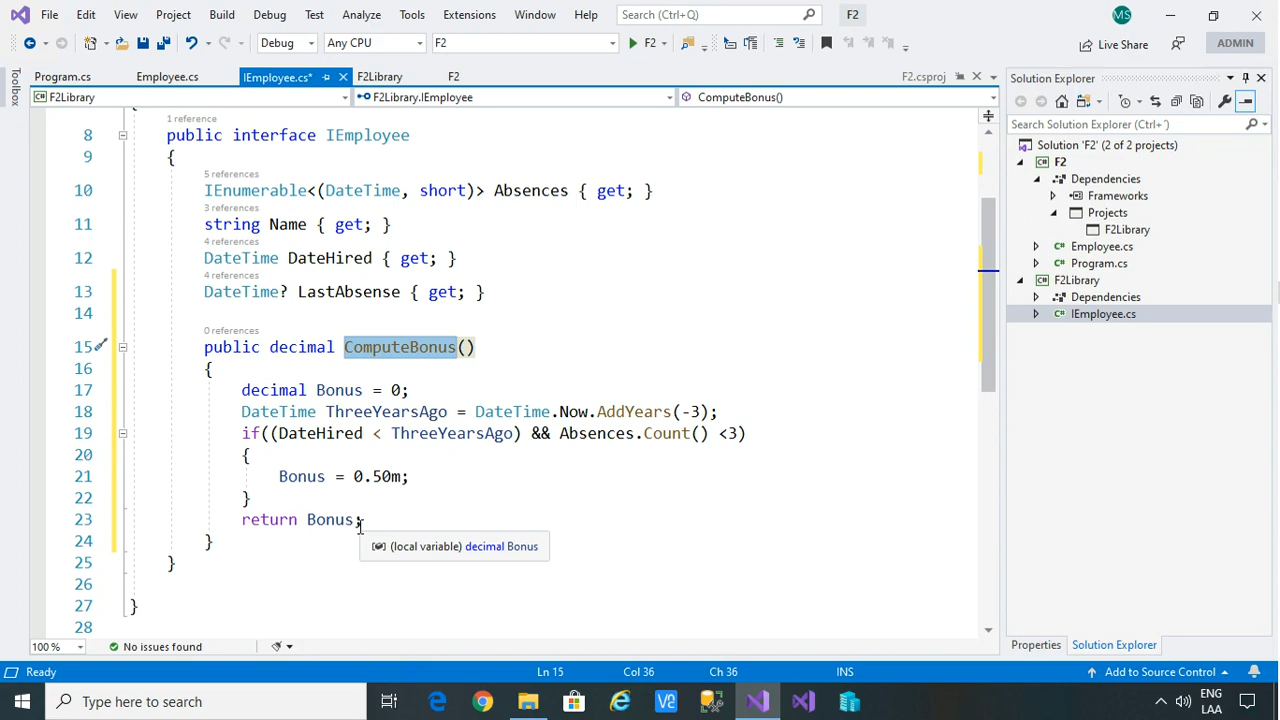 File Edit View Project Build Debug Test Analyze Tools Extensions Window Help Search (Ctrl+Q) F2 MS
Debug Any CPU F2 F2 Live Share ADMIN
Toolbox
Program.cs Employee.cs IEmployee.cs* F2Library F2 F2.csproj
F2Library F2Library.IEmployee ComputeBonus()
1 reference
8 public interface IEmployee
9 {
5 references
10 IEnumerable<(DateTime, short)> Absences { get; }
3 references
11 string Name { get; }
4 references
12 DateTime DateHired { get; }
4 references
13 DateTime? LastAbsense { get; }
14
0 references
15 public decimal ComputeBonus()
16 {
17 decimal Bonus = 0;
18 DateTime ThreeYearsAgo = DateTime.Now.AddYears(-3);
19 if((DateHired < ThreeYearsAgo) && Absences.Count() <3)
20 {
21 Bonus = 0.50m;
22 }
23 return Bonus;
(local variable) decimal Bonus
24 }
25 }
26
27 }
28
100 % No issues found
Solution Explorer
Search Solution Explorer (Ctrl+´)
Solution 'F2' (2 of 2 projects)
F2
Dependencies
Frameworks
Projects
F2Library
Employee.cs
Program.cs
F2Library
Dependencies
IEmployee.cs
Properties Solution Explorer
Ready Ln 15 Col 36 Ch 36 INS Add to Source Control
Type here to search ENG
LAA